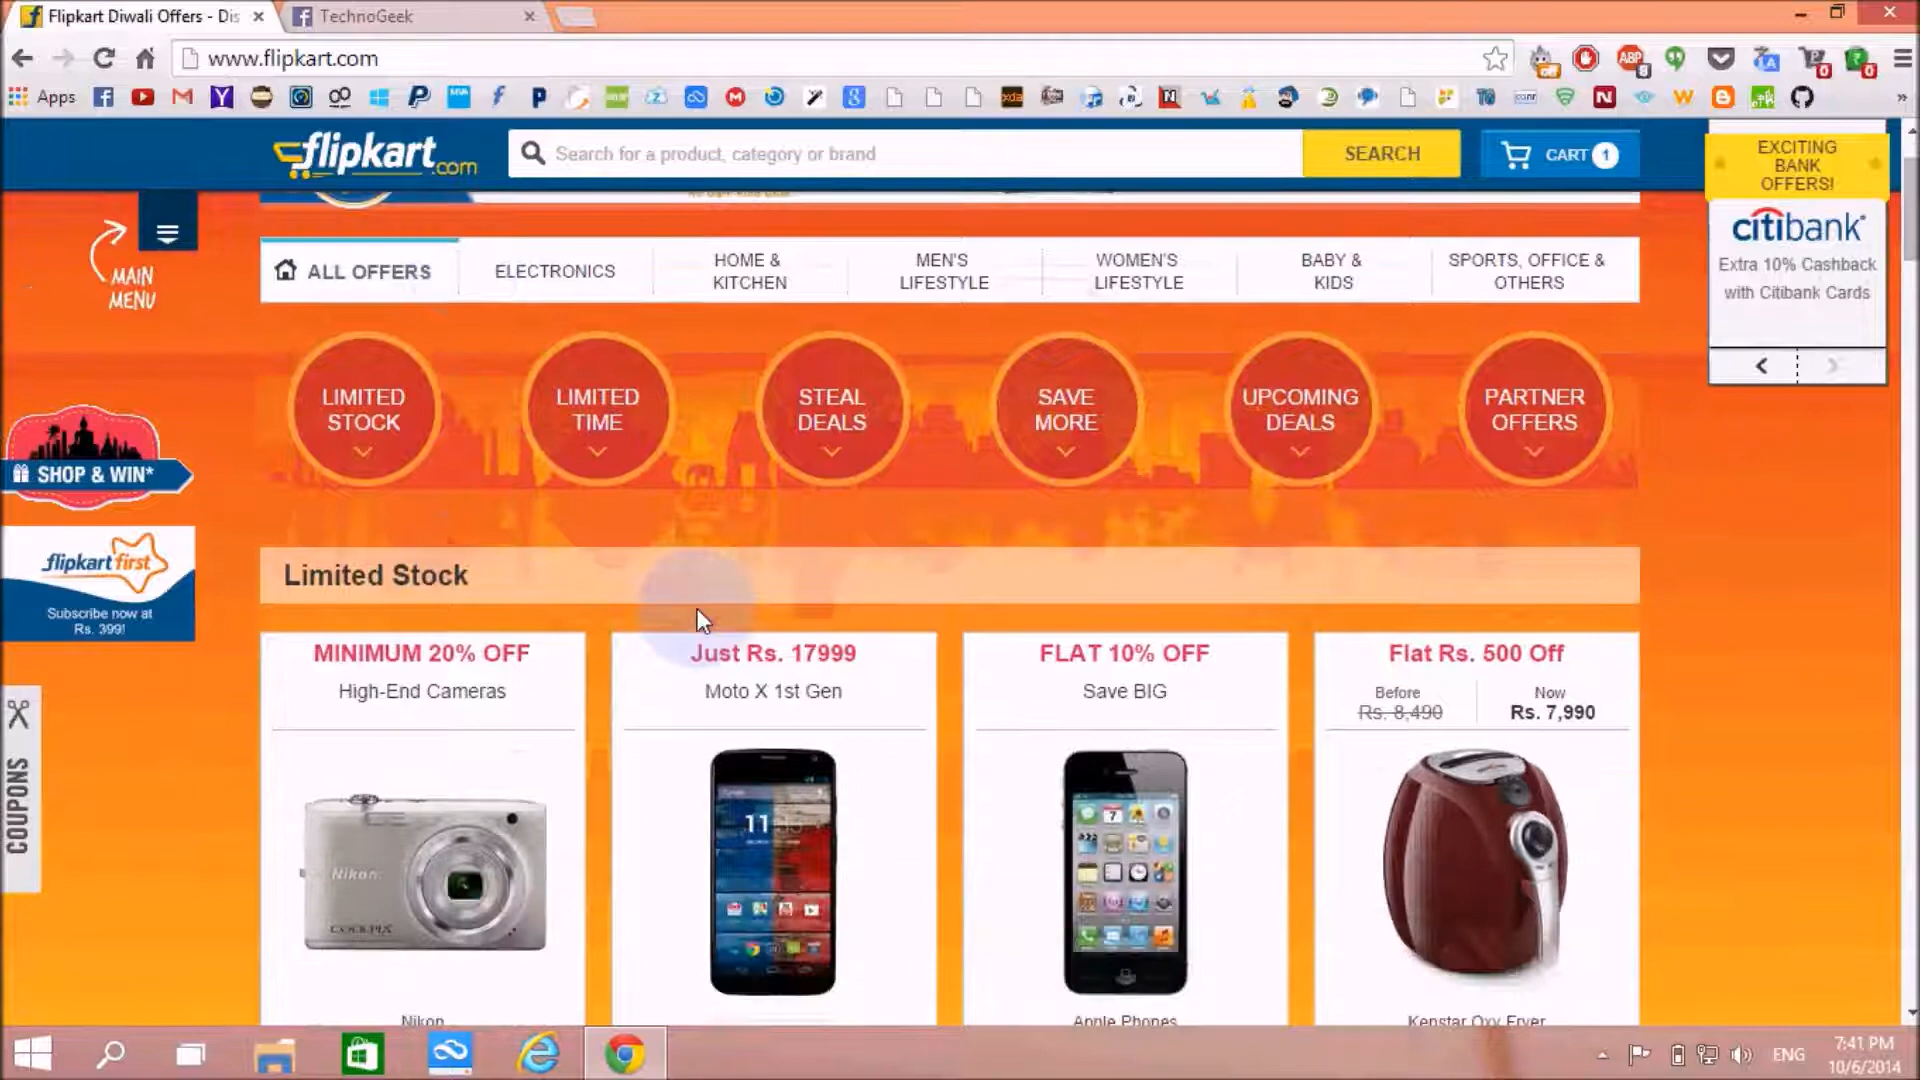 Flipkart Diwali Offers - Dis
TechnoGeek
www.flipkart.com
Apps
flipkart.com
Search for a product, category or brand
SEARCH
CART 1
EXCITING
BANK
OFFERS!
citibank
Extra 10% Cashback
with Citibank Cards
MAIN
MENU
ALL OFFERS
ELECTRONICS
HOME &
KITCHEN
MEN'S
LIFESTYLE
WOMEN'S
LIFESTYLE
BABY &
KIDS
SPORTS, OFFICE &
OTHERS
LIMITED
STOCK
LIMITED
TIME
STEAL
DEALS
SAVE
MORE
UPCOMING
DEALS
PARTNER
OFFERS
SHOP & WIN*
flipkart first
Subscribe now at
Rs. 399!
COUPONS
Limited Stock
MINIMUM 20% OFF
High-End Cameras
Nikon
COOLPIX
Nikon
Just Rs. 17999
Moto X 1st Gen
FLAT 10% OFF
Save BIG
Apple Phones
Flat Rs. 500 Off
Before
Rs. 8,490
Now
Rs. 7,990
Kenstar Oxy Fryer
ENG
7:41 PM
10/6/2014